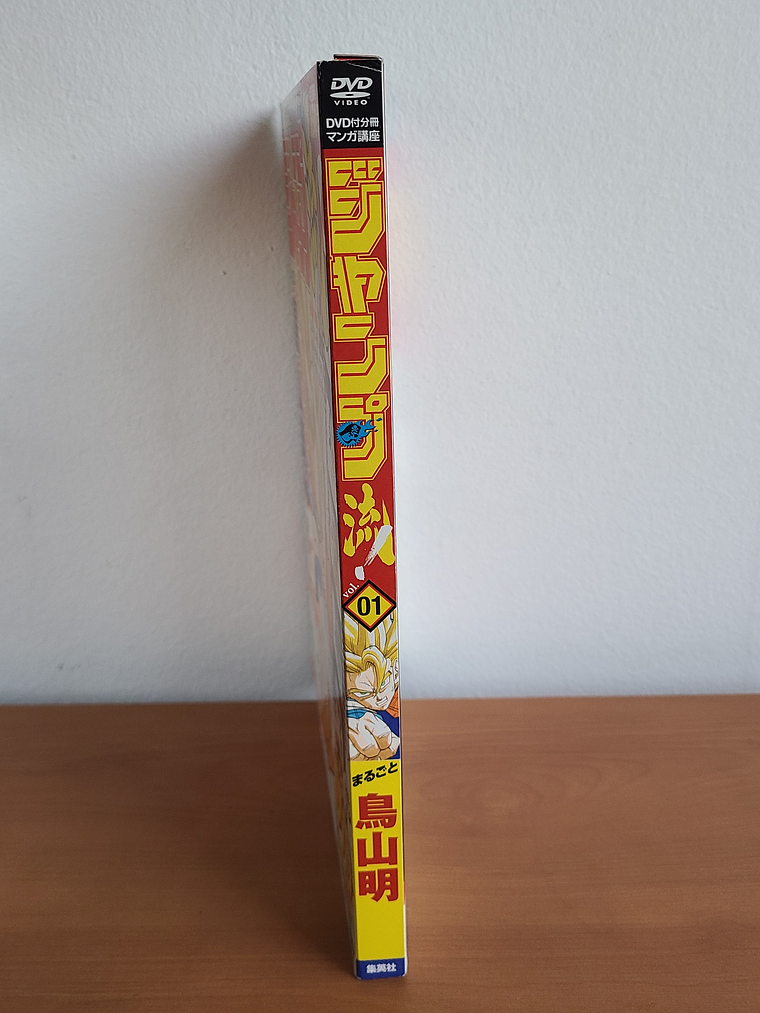 DVD
VIDEO
DVD付分冊
マンガ講座
ジャンプ
流!
vol.
01
まるごと
鳥山明
集英社